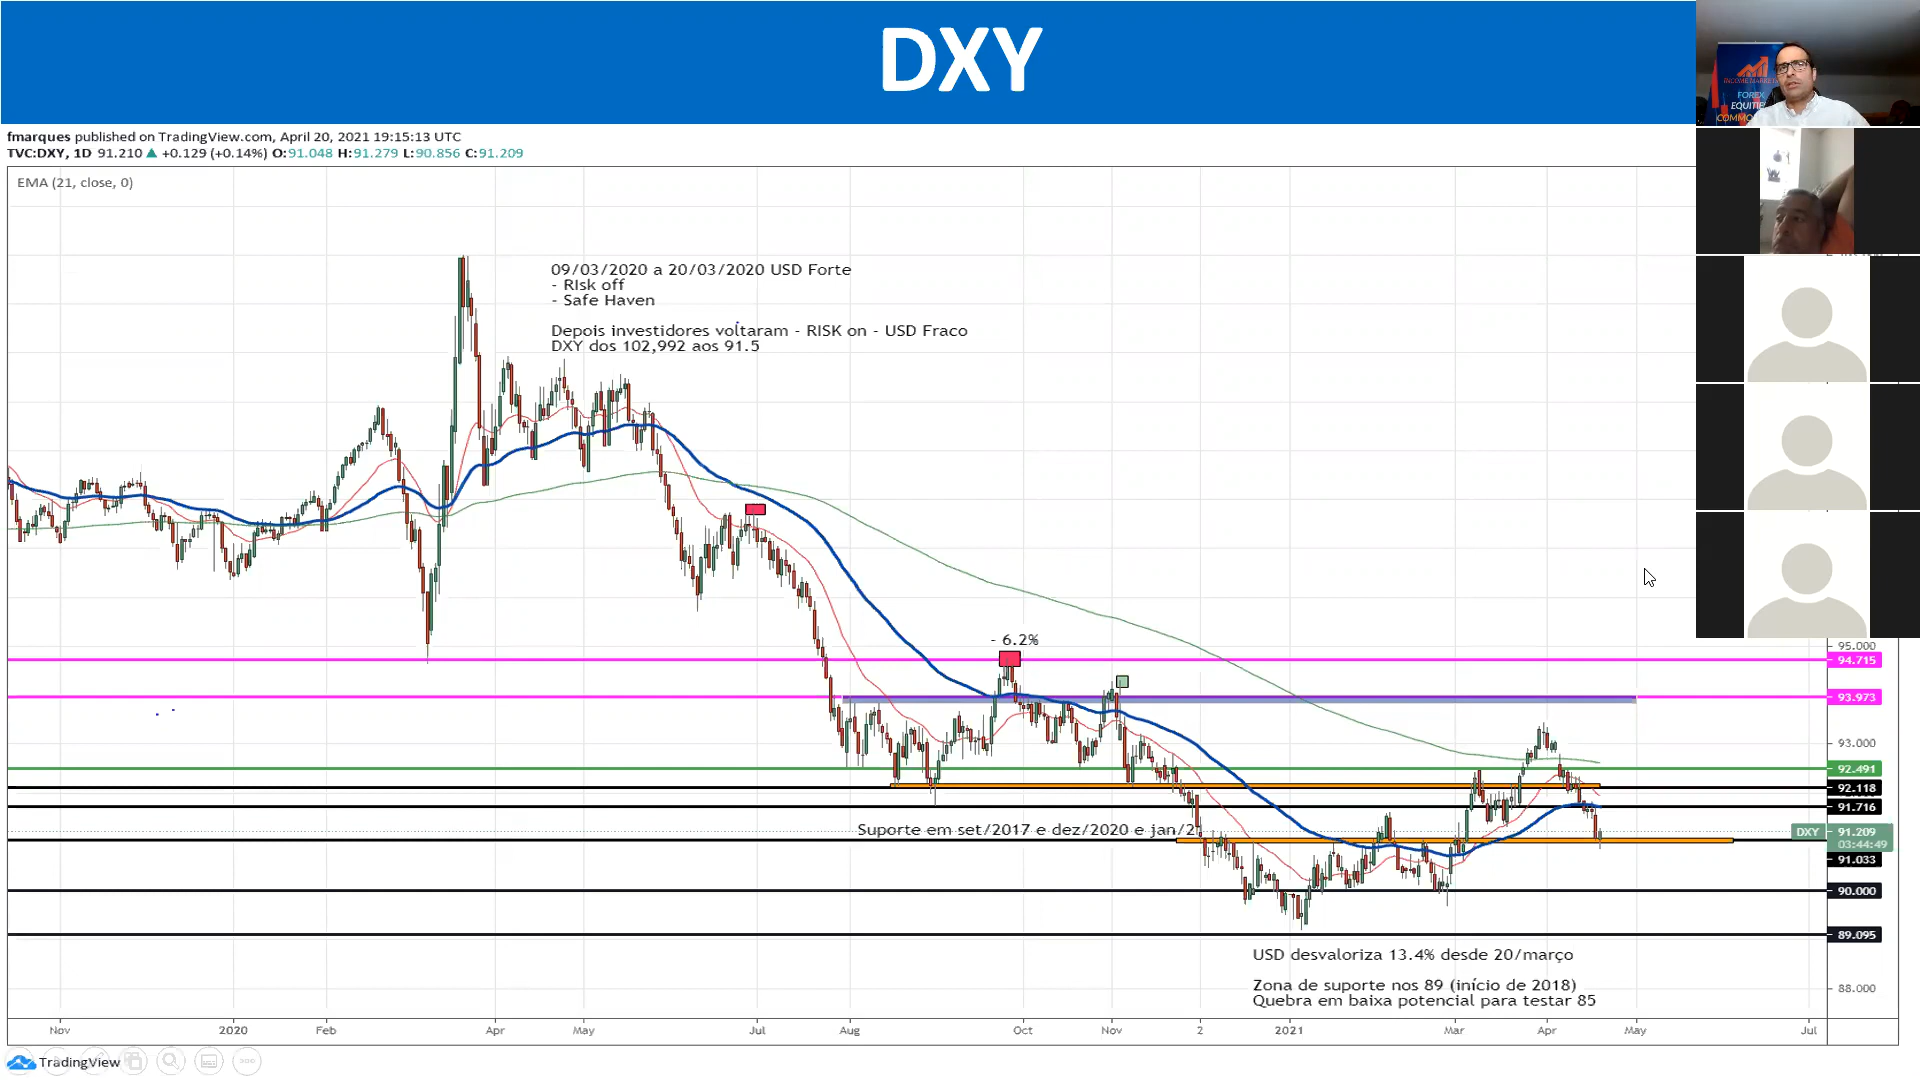 DXY
fmarques published on TradingView.com, April 20, 2021 19:15:13 UTC
TVC:DXY, 1D 91.210 ▲ +0.129 (+0.14%) O:91.048 H:91.279 L:90.856 C:91.209
EMA (21, close, 0)
FOREX
EQUITIE
COMMO
09/03/2020 a 20/03/2020 USD Forte
- RIsk off
- Safe Haven
Depois investidores voltaram - RISK on - USD Fraco
DXY dos 102,992 aos 91.5
- 6.2%
95.000
94.715
93.973
93.000
92.491
92.118
91.716
Suporte em set/2017 e dez/2020 e jan/2
DXY 91.209
03:44:49
91.033
90.000
89.095
USD desvaloriza 13.4% desde 20/março
Zona de suporte nos 89 (início de 2018)
Quebra em baixa potencial para testar 85
88.000
Nov 2020 Feb Apr May Jul Aug Oct Nov 2 2021 Mar Apr May Jul
TradingView